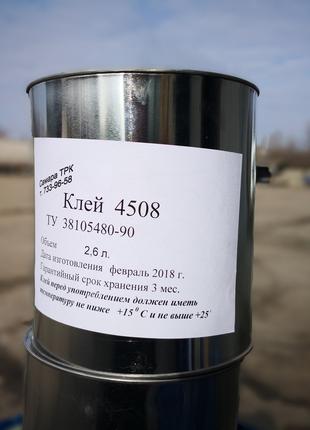 Самара ТРК
т. 733-96-58
Клей 4508
ТУ 38105480-90
Объем 2,6 л.
Дата изготовления февраль 2018 г.
Гарантийный срок хранения 3 мес.
Клей перед употреблением должен иметь
температуру не ниже +15⁰ С и не выше +25